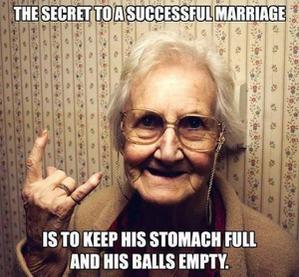 THE SECRET TO A SUCCESSFUL MARRIAGE
IS TO KEEP HIS STOMACH FULL
AND HIS BALLS EMPTY.